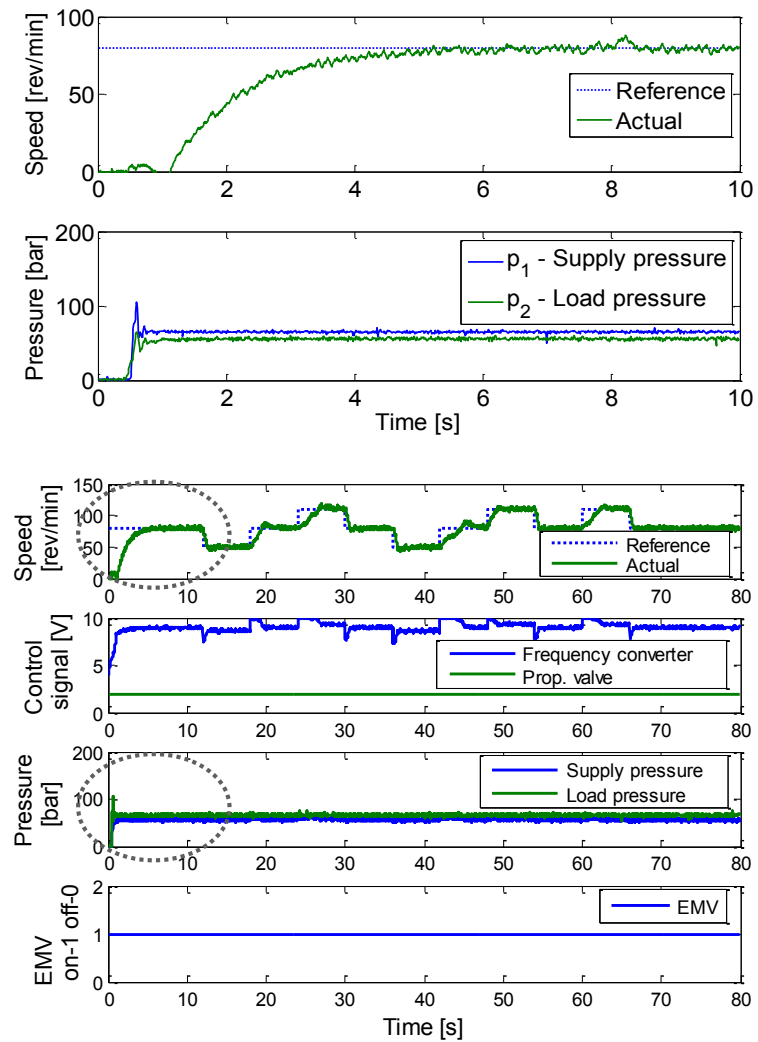 Speed [rev/min]
100
50
0
Reference
Actual
0 2 4 6 8 10
Pressure [bar]
200
100
0
p1 - Supply pressure
p2 - Load pressure
0 2 4 6 8 10
Time [s]
Speed
[rev/min]
150
100
50
0
Reference
Actual
0 10 20 30 40 50 60 70 80
Control
signal [V]
10
5
0
Frequency converter
Prop. valve
0 10 20 30 40 50 60 70 80
Pressure
[bar]
200
100
0
Supply pressure
Load pressure
0 10 20 30 40 50 60 70 80
EMV
on-1 off-0
2
1
0
EMV
0 10 20 30 40 50 60 70 80
Time [s]